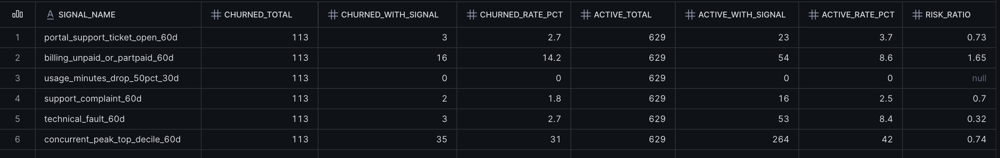 SIGNAL_NAME CHURNED_TOTAL CHURNED_WITH_SIGNAL CHURNED_RATE_PCT ACTIVE_TOTAL ACTIVE_WITH_SIGNAL ACTIVE_RATE_PCT RISK_RATIO
1 portal_support_ticket_open_60d 113 3 2.7 629 23 3.7 0.73
2 billing_unpaid_or_partpaid_60d 113 16 14.2 629 54 8.6 1.65
3 usage_minutes_drop_50pct_30d 113 0 0 629 0 0 null
4 support_complaint_60d 113 2 1.8 629 16 2.5 0.7
5 technical_fault_60d 113 3 2.7 629 53 8.4 0.32
6 concurrent_peak_top_decile_60d 113 35 31 629 264 42 0.74